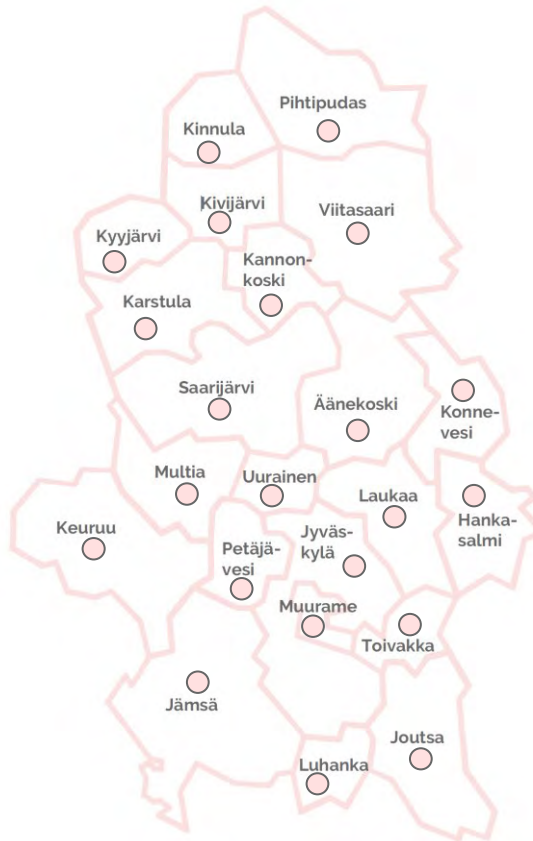 Pihtipudas
Kinnula
Kivijärvi
Viitasaari
Kyyjärvi
Kannon-
koski
Karstula
Saarijärvi
Äänekoski
Konne-
vesi
Multia
Uurainen
Laukaa
Hanka-
salmi
Keuruu
Petäjä-
vesi
Jyväs-
kylä
Muurame
Toivakka
Jämsä
Joutsa
Luhanka